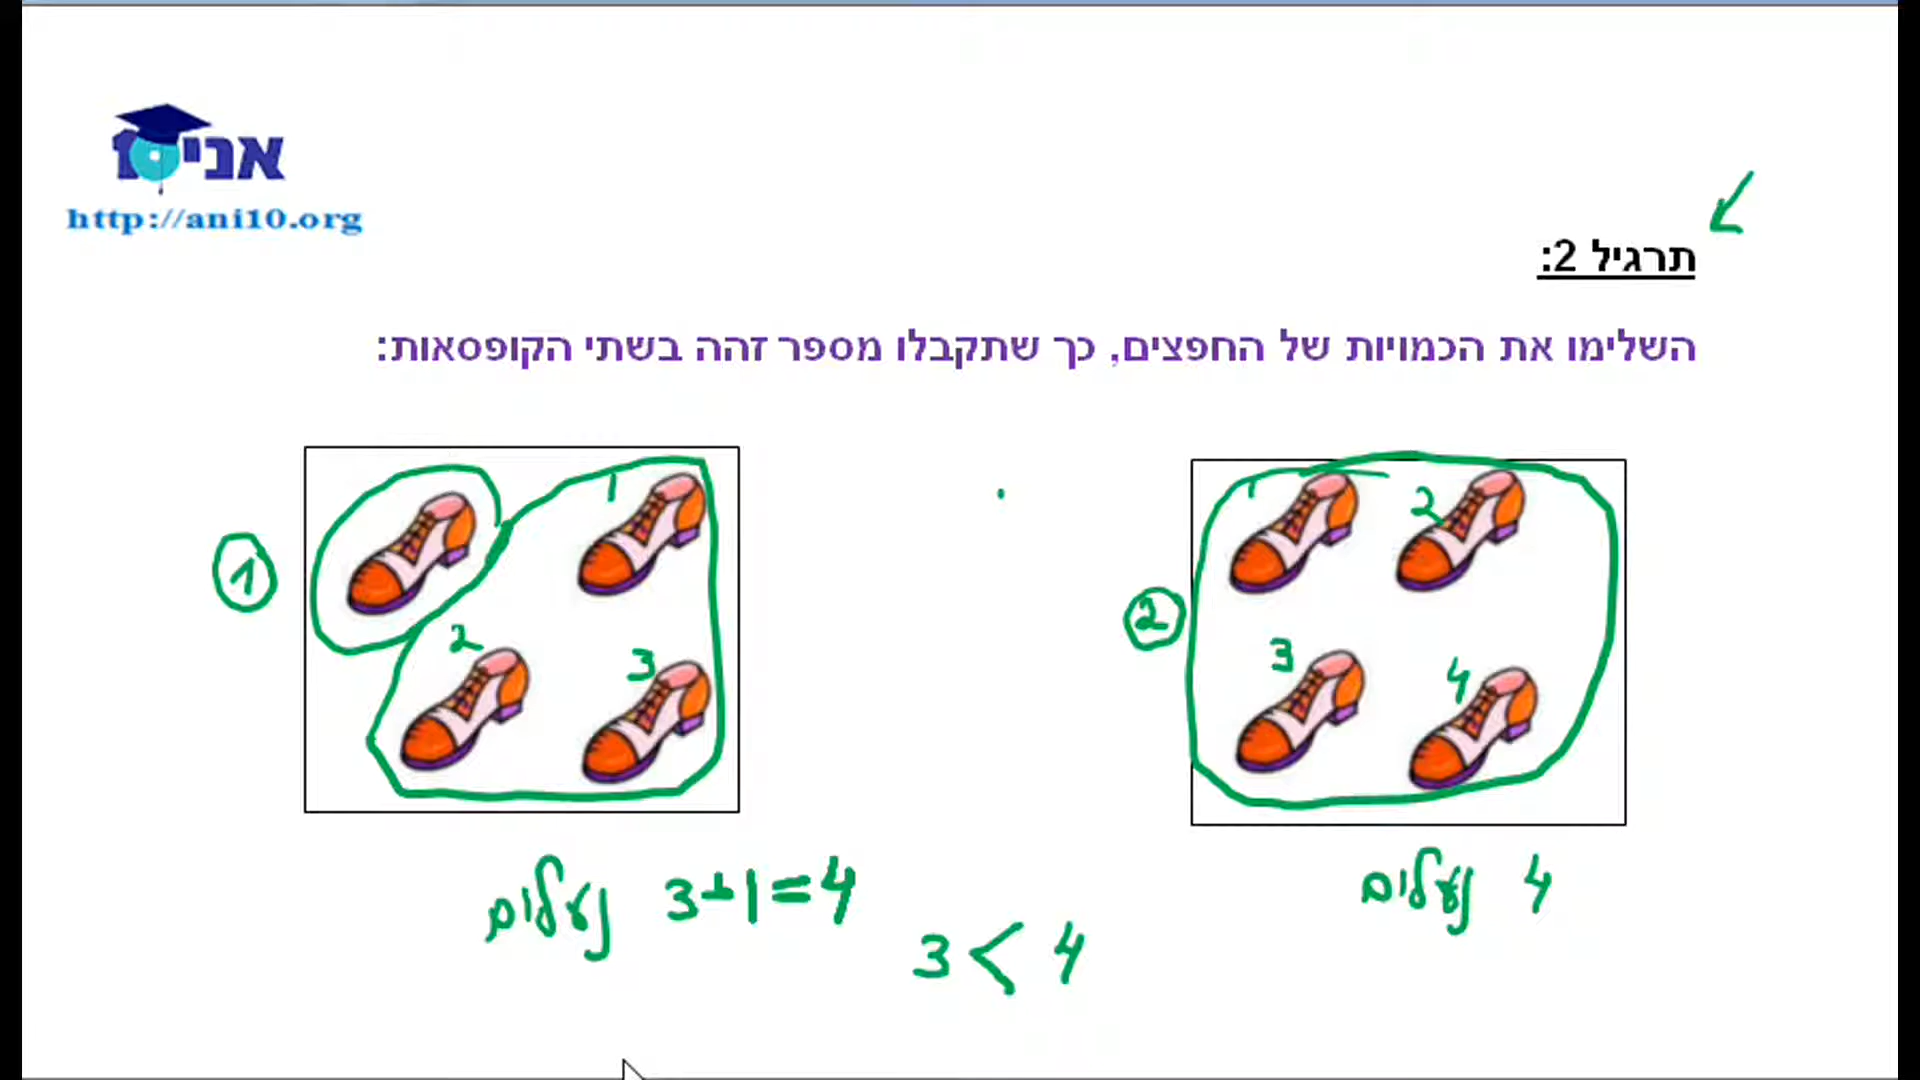 אני10
http://ani10.org
תרגיל 2:
השלימו את הכמויות של החפצים, כך שתקבלו מספר זהה בשתי הקופסאות:
1
1
2
3
2
1
2
3
4
3+1=4 נעלים
4 נעלים
3 < 4